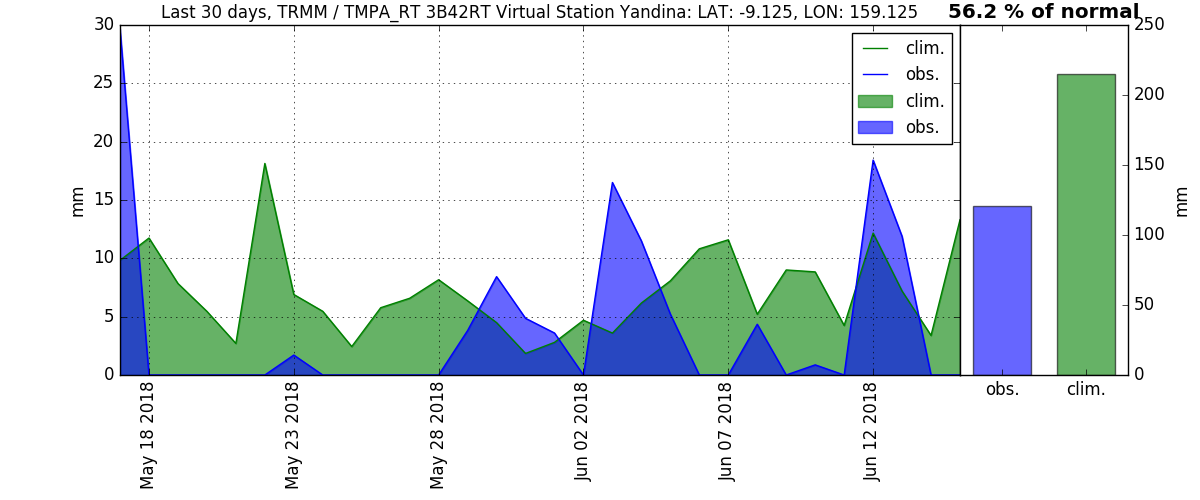 Last 30 days, TRMM / TMPA_RT 3B42RT Virtual Station Yandina: LAT: -9.125, LON: 159.125
56.2 % of normal
30
25
20
15
10
5
0
mm
clim.
obs.
clim.
obs.
May 18 2018
May 23 2018
May 28 2018
Jun 02 2018
Jun 07 2018
Jun 12 2018
250
200
150
100
50
0
mm
obs.
clim.